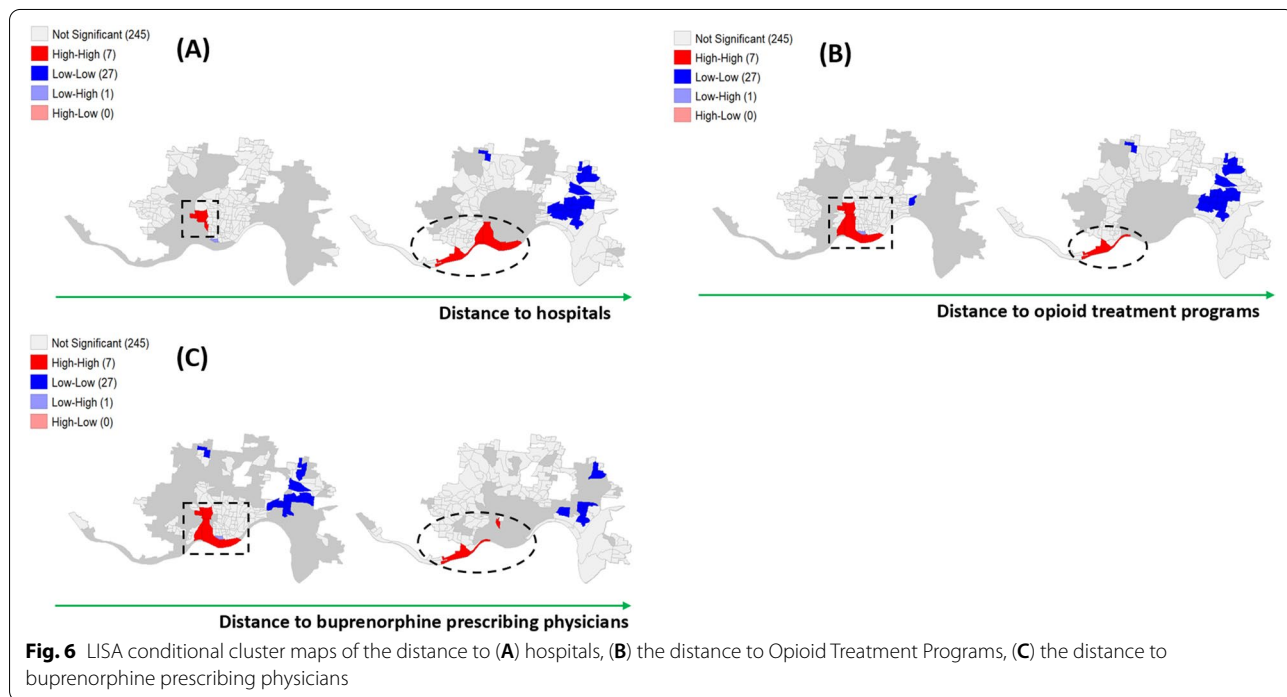 Not Significant (245)
High-High (7)
Low-Low (27)
Low-High (1)
High-Low (0)
(A)
Distance to hospitals
Not Significant (245)
High-High (7)
Low-Low (27)
Low-High (1)
High-Low (0)
(B)
Distance to opioid treatment programs
Not Significant (245)
High-High (7)
Low-Low (27)
Low-High (1)
High-Low (0)
(C)
Distance to buprenorphine prescribing physicians
Fig. 6 LISA conditional cluster maps of the distance to (A) hospitals, (B) the distance to Opioid Treatment Programs, (C) the distance to
buprenorphine prescribing physicians